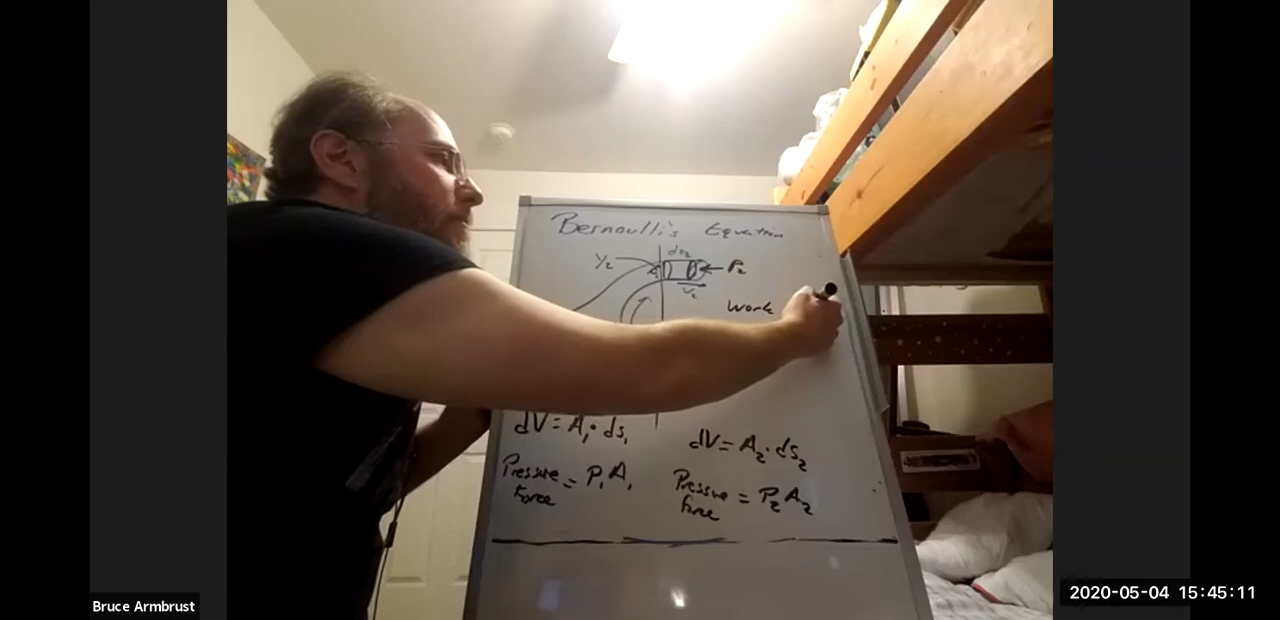 Bernoulli's Equation
ds₂
Y₂
P₂
V₂
Work
dV = A₁ · ds₁
dV = A₂ · ds₂
Pressure Force = P₁A₁
Pressure Force = P₂A₂
Bruce Armbrust
2020-05-04 15:45:11